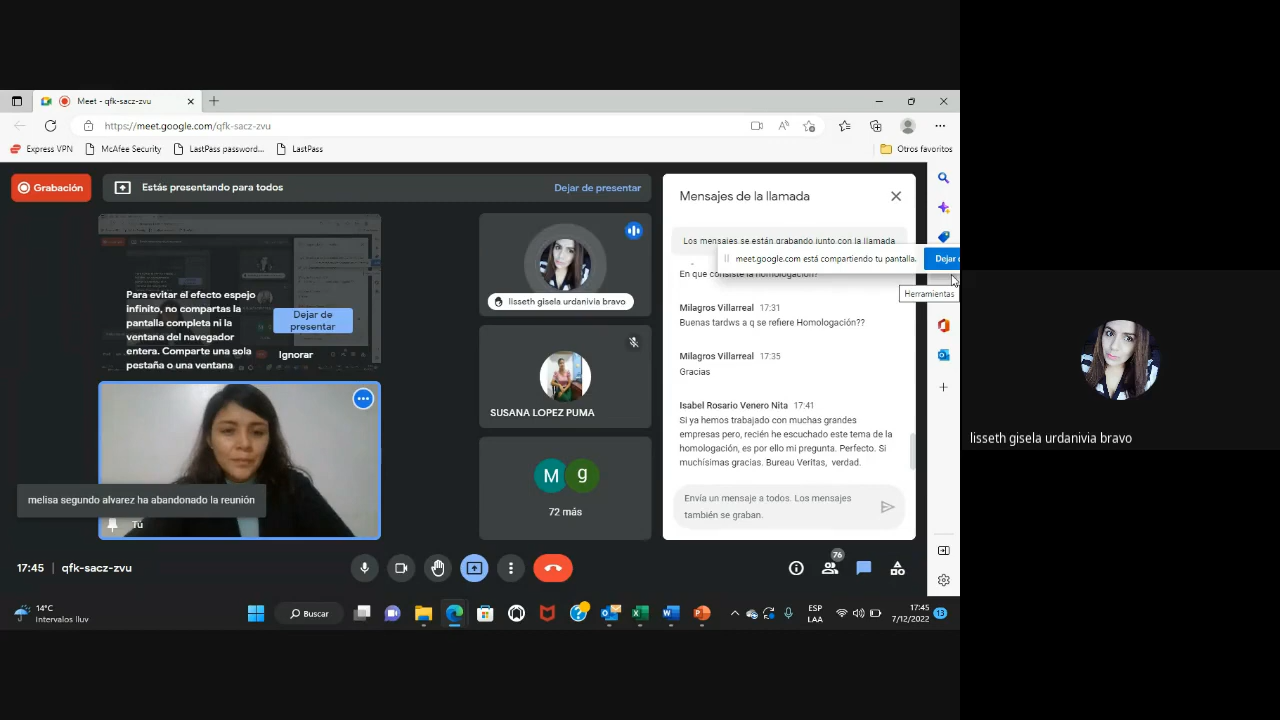 Meet - qfk-sacz-zvu
https://meet.google.com/qfk-sacz-zvu
Express VPN
McAfee Security
LastPass password...
LastPass
Otros favoritos
Grabación
Estás presentando para todos
Dejar de presentar
Para evitar el efecto espejo
infinito, no compartas la
pantalla completa ni la
ventana del navegador
entera. Comparte una sola
pestaña o una ventana
Dejar de
presentar
Ignorar
melisa segundo alvarez ha abandonado la reunión
Tú
lisseth gisela urdanivia bravo
SUSANA LOPEZ PUMA
M
g
72 más
Mensajes de la llamada
Los mensajes se están grabando junto con la llamada
meet.google.com está compartiendo tu pantalla.
Dejar
Herramientas
En que consiste la homologación?
Milagros Villarreal 17:31
Buenas tardws a q se refiere Homologación??
Milagros Villarreal 17:35
Gracias
Isabel Rosario Venero Nita 17:41
Si ya hemos trabajado con muchas grandes
empresas pero, recién he escuchado este tema de la
homologación, es por ello mi pregunta. Perfecto. Si
muchísimas gracias. Bureau Veritas, verdad.
Envía un mensaje a todos. Los mensajes
también se graban.
17:45 | qfk-sacz-zvu
76
14°C
Intervalos lluv
Buscar
ESP
LAA
17:45
7/12/2022
13
lisseth gisela urdanivia bravo